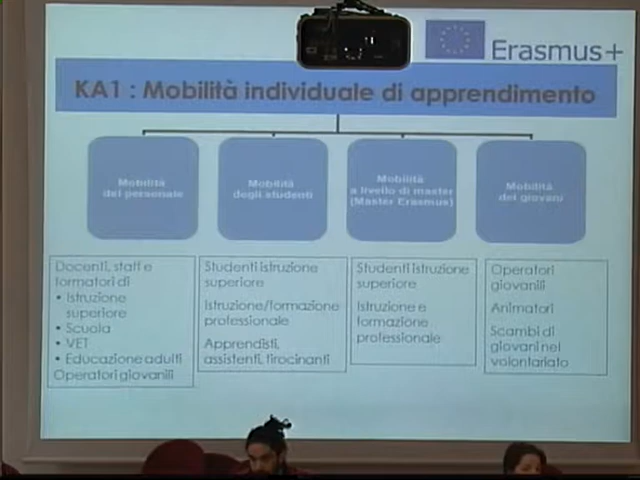 Erasmus+
KA1 : Mobilità individuale di apprendimento
Mobilità
del personale
Mobilità
degli studenti
Mobilità
a livello di master
(Master Erasmus)
Mobilità
dei giovani
Docenti, staff e
formatori di
• Istruzione
superiore
• Scuola
• VET
• Educazione adulti
Operatori giovanili
Studenti istruzione
superiore
Istruzione/formazione
professionale
Apprendisti,
assistenti, tirocinanti
Studenti istruzione
superiore
Istruzione e
formazione
professionale
Operatori
giovanili
Animatori
Scambi di
giovani nel
volontariato